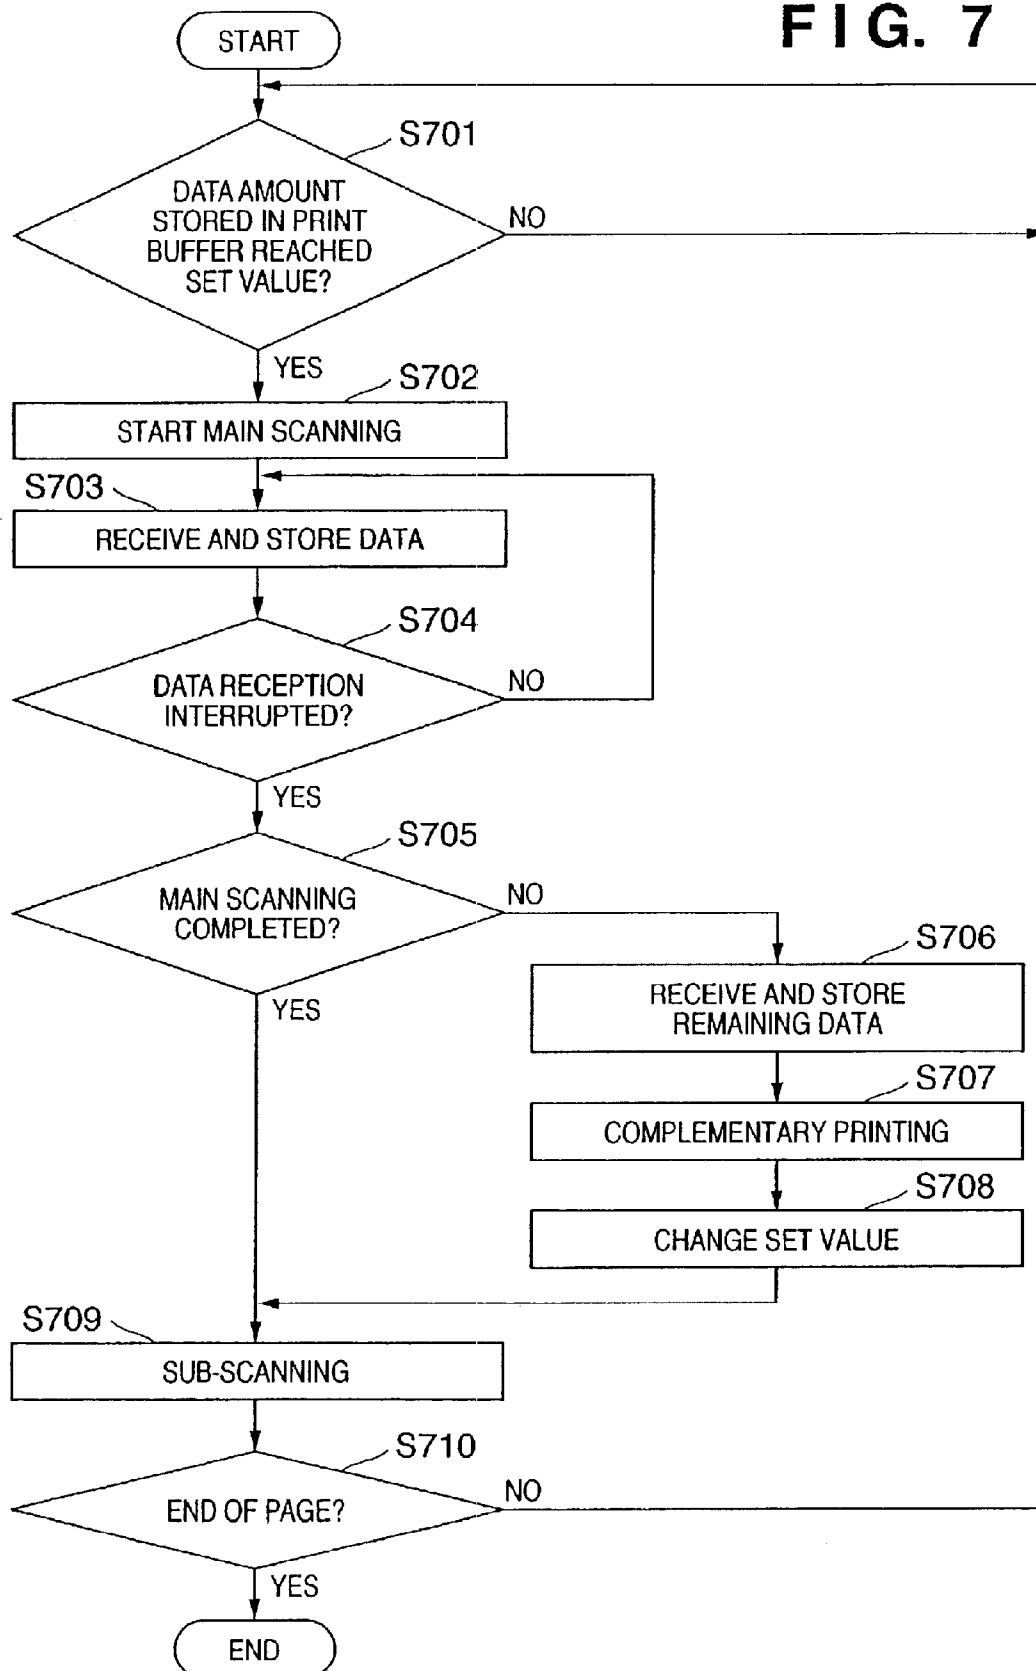 FIG. 7
START
S701
DATA AMOUNT
STORED IN PRINT
BUFFER REACHED
SET VALUE?
NO
YES
S702
START MAIN SCANNING
S703
RECEIVE AND STORE DATA
S704
DATA RECEPTION
INTERRUPTED?
NO
YES
S705
MAIN SCANNING
COMPLETED?
NO
YES
S706
RECEIVE AND STORE
REMAINING DATA
S707
COMPLEMENTARY PRINTING
S708
CHANGE SET VALUE
S709
SUB-SCANNING
S710
END OF PAGE?
NO
YES
END